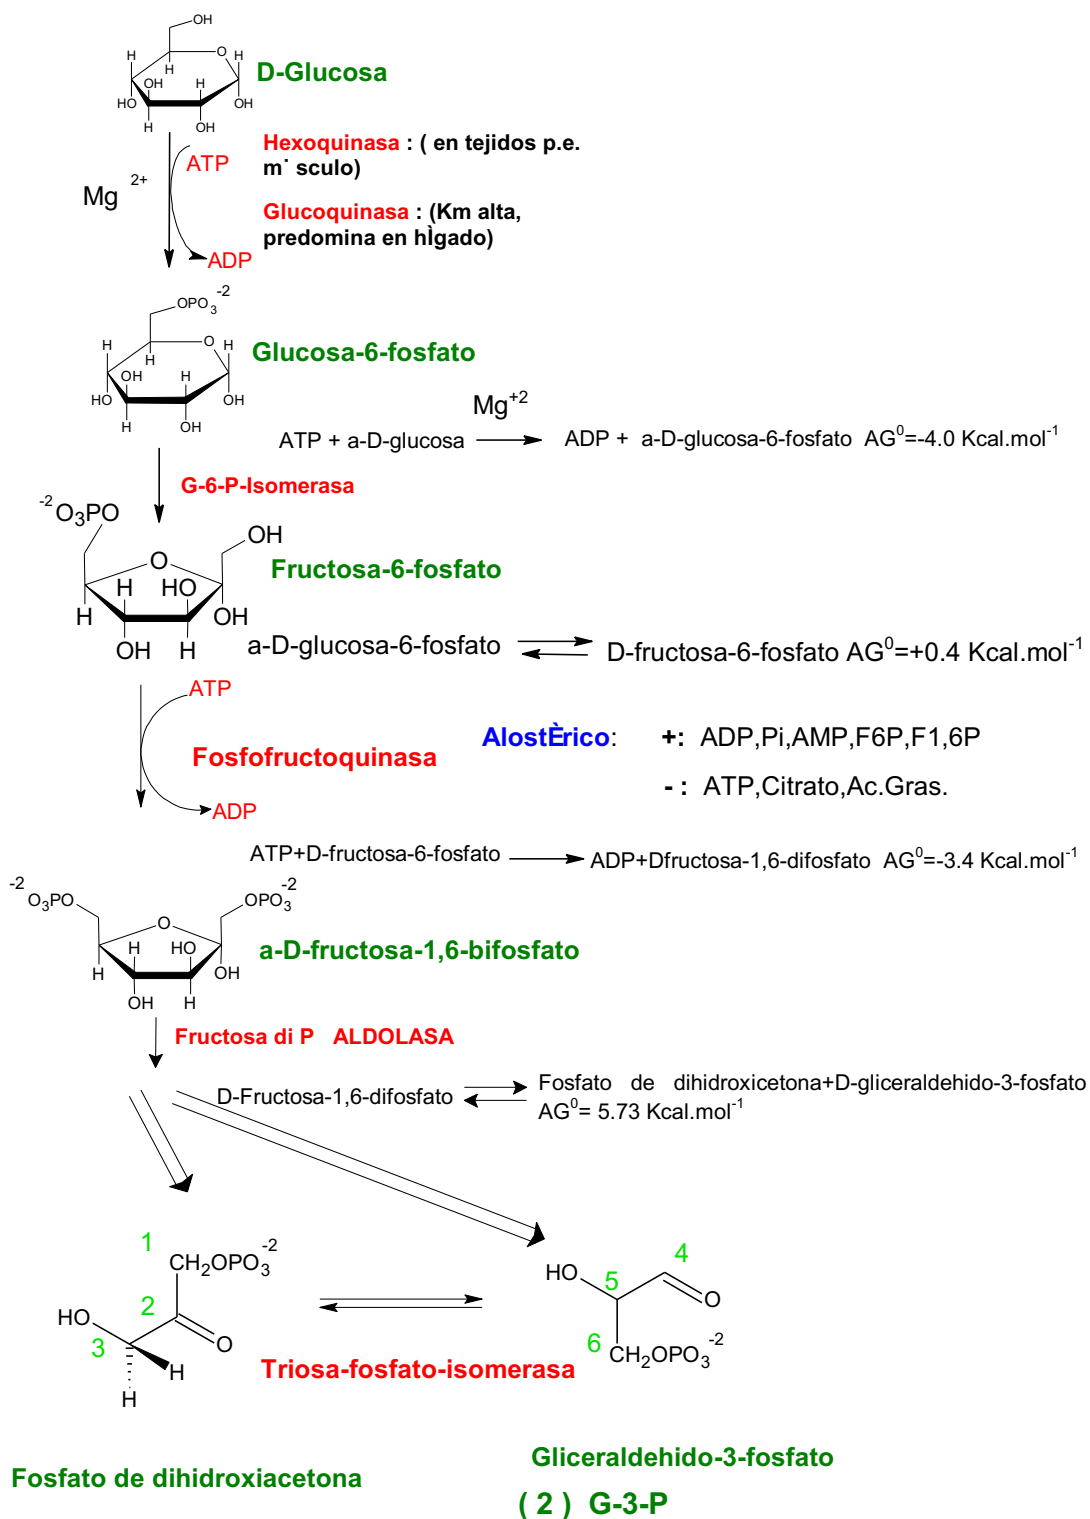 OH
H
O
H
H
OH
H
HO
OH
H
OH
D-Glucosa
Hexoquinasa : ( en tejidos p.e.
m˙ sculo)
ATP
Mg 2+
Glucoquinasa : (Km alta,
predomina en hÌgado)
ADP
OPO3-2
H
O
H
H
OH
H
HO
OH
H
OH
Glucosa-6-fosfato
Mg+2
ATP + a-D-glucosa ADP + a-D-glucosa-6-fosfato AG0=-4.0 Kcal.mol-1
G-6-P-Isomerasa
-2O3PO
OH
O
H
HO
H
OH
OH
H
Fructosa-6-fosfato
a-D-glucosa-6-fosfato D-fructosa-6-fosfato AG0=+0.4 Kcal.mol-1
ATP
AlostÈrico: +: ADP,Pi,AMP,F6P,F1,6P
Fosfofructoquinasa
- : ATP,Citrato,Ac.Gras.
ADP
ATP+D-fructosa-6-fosfato ADP+Dfructosa-1,6-difosfato AG0=-3.4 Kcal.mol-1
-2O3PO
OPO3-2
O
H
HO
H
OH
OH
H
a-D-fructosa-1,6-bifosfato
Fructosa di P ALDOLASA
D-Fructosa-1,6-difosfato Fosfato de dihidroxicetona+D-gliceraldehido-3-fosfato
AG0= 5.73 Kcal.mol-1
1
CH2OPO3-2
2
HO
3
O
H
H
4
HO
5
O
6
CH2OPO3-2
Triosa-fosfato-isomerasa
Fosfato de dihidroxiacetona
Gliceraldehido-3-fosfato
( 2 ) G-3-P